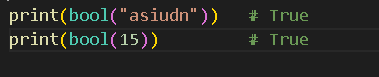 print(bool("asiudn"))   # True
print(bool(15))         # True